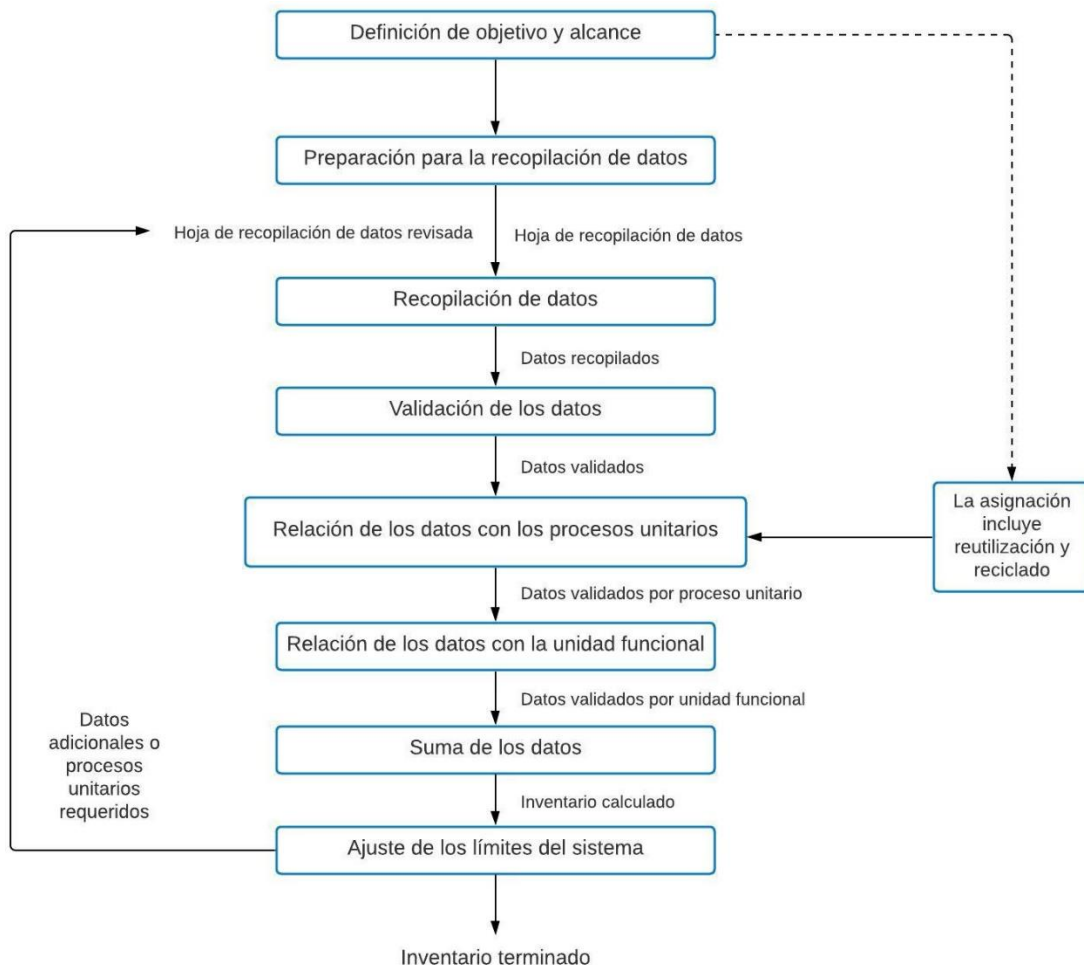 Definición de objetivo y alcance
Preparación para la recopilación de datos
Hoja de recopilación de datos revisada
Hoja de recopilación de datos
Recopilación de datos
Datos recopilados
Validación de los datos
Datos validados
La asignación
incluye
reutilización y
reciclado
Relación de los datos con los procesos unitarios
Datos validados por proceso unitario
Relación de los datos con la unidad funcional
Datos validados por unidad funcional
Datos
adicionales o
procesos
unitarios
requeridos
Suma de los datos
Inventario calculado
Ajuste de los límites del sistema
Inventario terminado